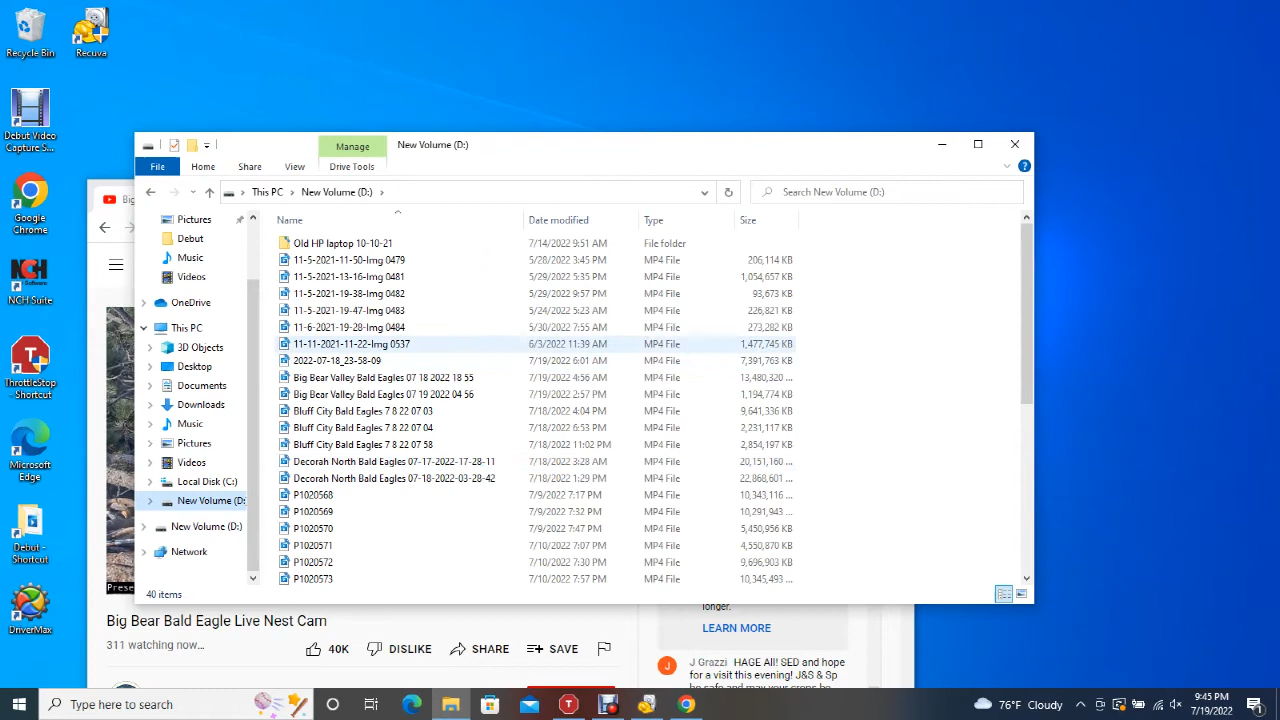 Recycle Bin
Recuva
Debut Video
Capture S...
Google
Chrome
NCH
NCH Suite
ThrottleStop
- Shortcut
Microsoft
Edge
Debut -
Shortcut
DriverMax
Manage
New Volume (D:)
File
Home
Share
View
Drive Tools
This PC
New Volume (D:)
Search New Volume (D:)
Pictures
Debut
Music
Videos
OneDrive
This PC
3D Objects
Desktop
Documents
Downloads
Music
Pictures
Videos
Local Disk (C:)
New Volume (D:
New Volume (D:)
Network
Name Date modified Type Size
Old HP laptop 10-10-21 7/14/2022 9:51 AM File folder
11-5-2021-11-50-Img 0479 5/28/2022 3:45 PM MP4 File 206,114 KB
11-5-2021-13-16-Img 0481 5/29/2022 5:35 PM MP4 File 1,054,657 KB
11-5-2021-19-38-Img 0482 5/29/2022 9:57 PM MP4 File 93,673 KB
11-5-2021-19-47-Img 0483 5/24/2022 5:23 AM MP4 File 226,821 KB
11-6-2021-19-28-Img 0484 5/30/2022 7:55 AM MP4 File 273,282 KB
11-11-2021-11-22-Img 0537 6/3/2022 11:39 AM MP4 File 1,477,745 KB
2022-07-18_23-58-09 7/19/2022 6:01 AM MP4 File 7,391,763 KB
Big Bear Valley Bald Eagles 07 18 2022 18 55 7/19/2022 4:56 AM MP4 File 13,480,320 ...
Big Bear Valley Bald Eagles 07 19 2022 04 56 7/19/2022 2:57 PM MP4 File 1,194,774 KB
Bluff City Bald Eagles 7 8 22 07 03 7/18/2022 4:04 PM MP4 File 9,641,336 KB
Bluff City Bald Eagles 7 8 22 07 04 7/18/2022 6:53 PM MP4 File 2,231,117 KB
Bluff City Bald Eagles 7 8 22 07 58 7/18/2022 11:02 PM MP4 File 2,854,197 KB
Decorah North Bald Eagles 07-17-2022-17-28-11 7/18/2022 3:28 AM MP4 File 20,151,160 ...
Decorah North Bald Eagles 07-18-2022-03-28-42 7/18/2022 1:29 PM MP4 File 22,868,601 ...
P1020568 7/9/2022 7:17 PM MP4 File 10,343,116 ...
P1020569 7/9/2022 7:32 PM MP4 File 10,291,943 ...
P1020570 7/9/2022 7:47 PM MP4 File 5,450,956 KB
P1020571 7/10/2022 7:07 PM MP4 File 4,550,870 KB
P1020572 7/10/2022 7:30 PM MP4 File 9,696,903 KB
P1020573 7/10/2022 7:57 PM MP4 File 10,345,493 ...
40 items
Big
Prese
Big Bear Bald Eagle Live Nest Cam
311 watching now...
40K DISLIKE SHARE SAVE
longer.
LEARN MORE
J
J Grazzi HAGE All! SED and hope
for a visit this evening! J&S & Sp
be safe and may your crops be
Type here to search
76°F Cloudy
9:45 PM
7/19/2022
1